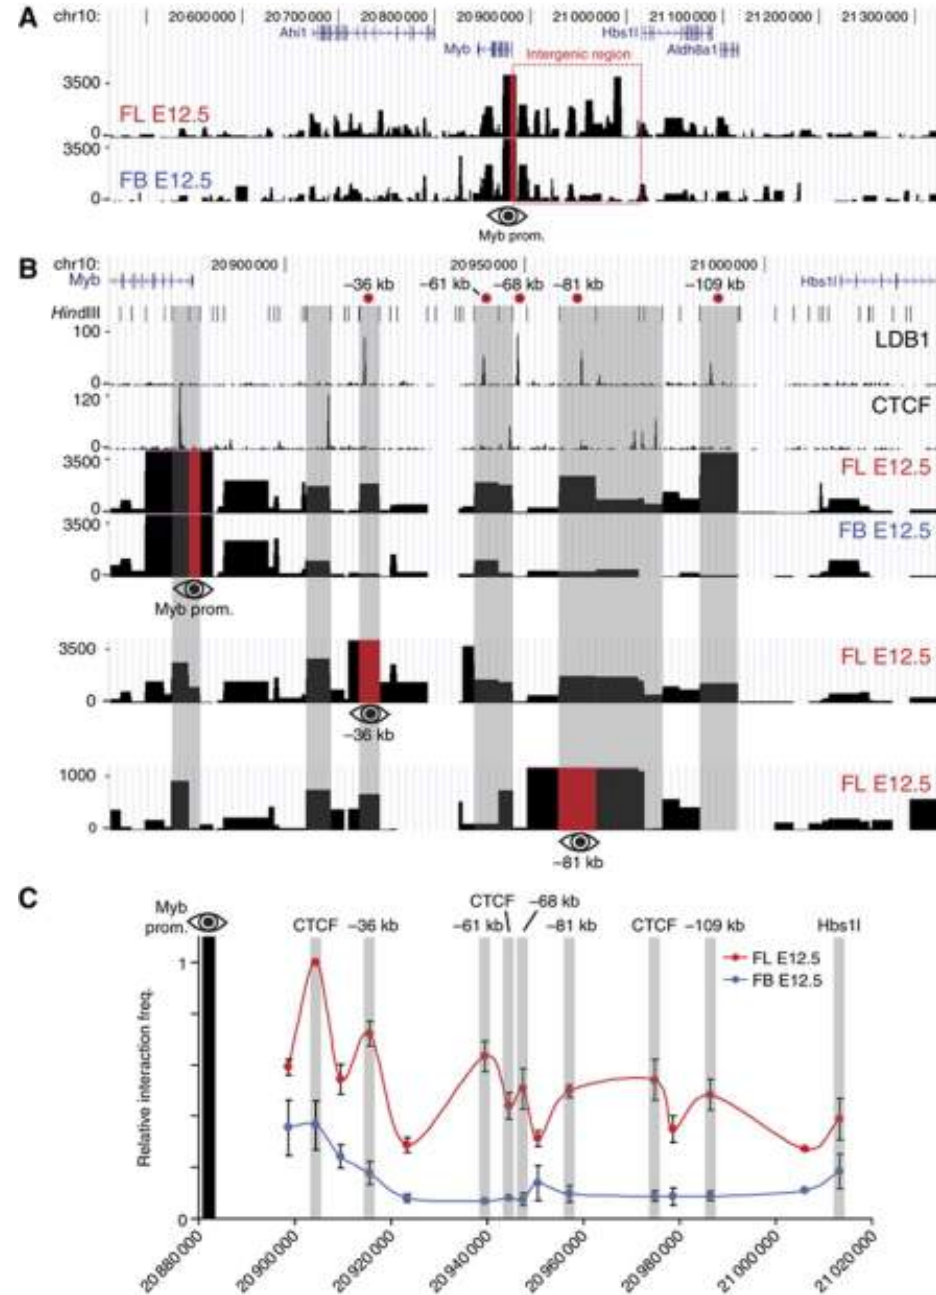 A
chr10: 20 600 000 20 700 000 20 800 000 20 900 000 21 000 000 21 100 000 21 200 000 21 300 000
Ahi1 Hbs1l
Myb Intergenic region Aldh8a1
3500
FL E12.5
0
3500
FB E12.5
0
Myb prom.
B
chr10: 20 900 000 20 950 000 21 000 000
Myb −36 kb −61 kb −68 kb −81 kb −109 kb Hbs1l
HindIII
100 LDB1
0
120 CTCF
0
3500 FL E12.5
0
3500 FB E12.5
0
Myb prom.
3500 FL E12.5
0
−36 kb
1000 FL E12.5
0
−81 kb
C
Myb prom.
CTCF −36 kb −61 kb CTCF −68 kb −81 kb CTCF −109 kb Hbs1l
1
FL E12.5
FB E12.5
Relative interaction freq.
0
20 880 000 20 900 000 20 920 000 20 940 000 20 960 000 20 980 000 21 000 000 21 020 000